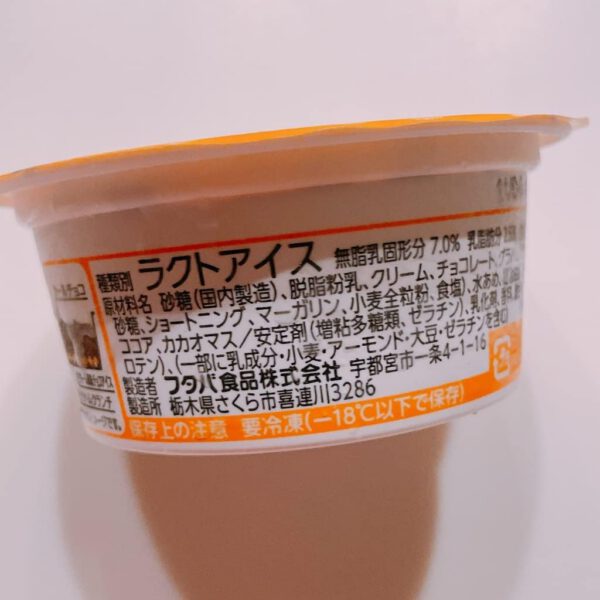 種類別 ラクトアイス 無脂乳固形分 7.0% 乳脂肪分
原材料名 砂糖(国内製造)、脱脂粉乳、クリーム、チョコレート、
砂糖、ショートニング、マーガリン、小麦全粒粉、食塩)、水あめ、
ココア、カカオマス/安定剤(増粘多糖類、ゼラチン)、乳化剤、
ロテン)、(一部に乳成分・小麦・アーモンド・大豆・ゼラチンを含む)
製造者 フタバ食品株式会社 宇都宮市一条4-1-16
製造所 栃木県さくら市喜連川3286
保存上の注意 要冷凍(-18℃以下で保存)